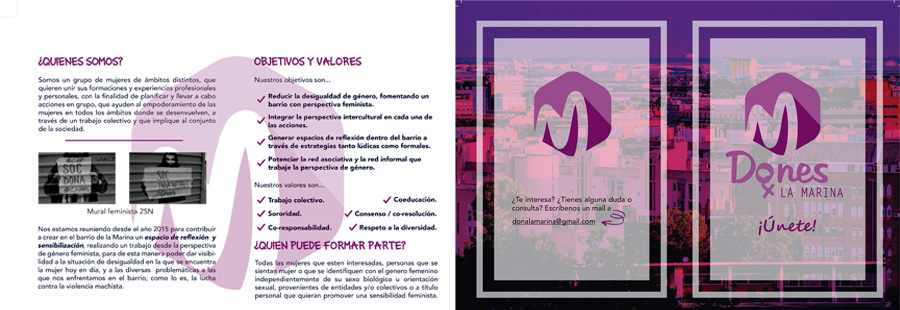 ¿QUIENES SOMOS?
Somos un grupo de mujeres de ámbitos distintos, que
quieren unir sus formaciones y experiencias profesionales
y personales, con la finalidad de planificar y llevar a cabo
acciones en grupo, que ayuden al empoderamiento de las
mujeres en todos los ámbitos donde se desenvuelven, a
través de un trabajo colectivo y que implique al conjunto
de la sociedad.
SOC
DONA
SOC
Mural feminista 25N
Nos estamos reuniendo desde el año 2015 para contribuir
a crear en el barrio de la Marina un espacio de reflexión y
sensibilización, realizando un trabajo desde la perspectiva
de género feminista, para de esta manera poder dar visibi-
lidad a la situación de desigualdad en la que se encuentra
la mujer hoy en día, y a las diversas problemáticas a las
que nos enfrentamos en el barrio, como lo es, la lucha
contra la violencia machista.
OBJETIVOS Y VALORES
Nuestros objetivos son...
Reducir la desigualdad de género, fomentando un
barrio con perspectiva feminista.
Integrar la perspectiva intercultural en cada una de
las acciones.
Generar espacios de reflexión dentro del barrio a
través de estrategias tanto lúdicas como formales.
Potenciar la red asociativa y la red informal que
trabaje la perspectiva de género.
Nuestros valores son...
Trabajo colectivo.
Coeducación.
Sororidad.
Consenso / co-resolución.
Co-responsabilidad.
Respeto a la diversidad.
¿QUIEN PUEDE FORMAR PARTE?
Todas las mujeres que esten interesadas, personas que se
sientan mujer o que se identifiquen con el genero femenino
independientemente de su sexo biológico u orientación
sexual, provenientes de entidades y/o colectivos o a título
personal que quieran promover una sensibilidad feminista.
¿Te interesa? ¿Tienes alguna duda o
consulta? Escríbenos un mail a
donalamarina@gmail.com
Dones
LA MARINA
¡Únete!